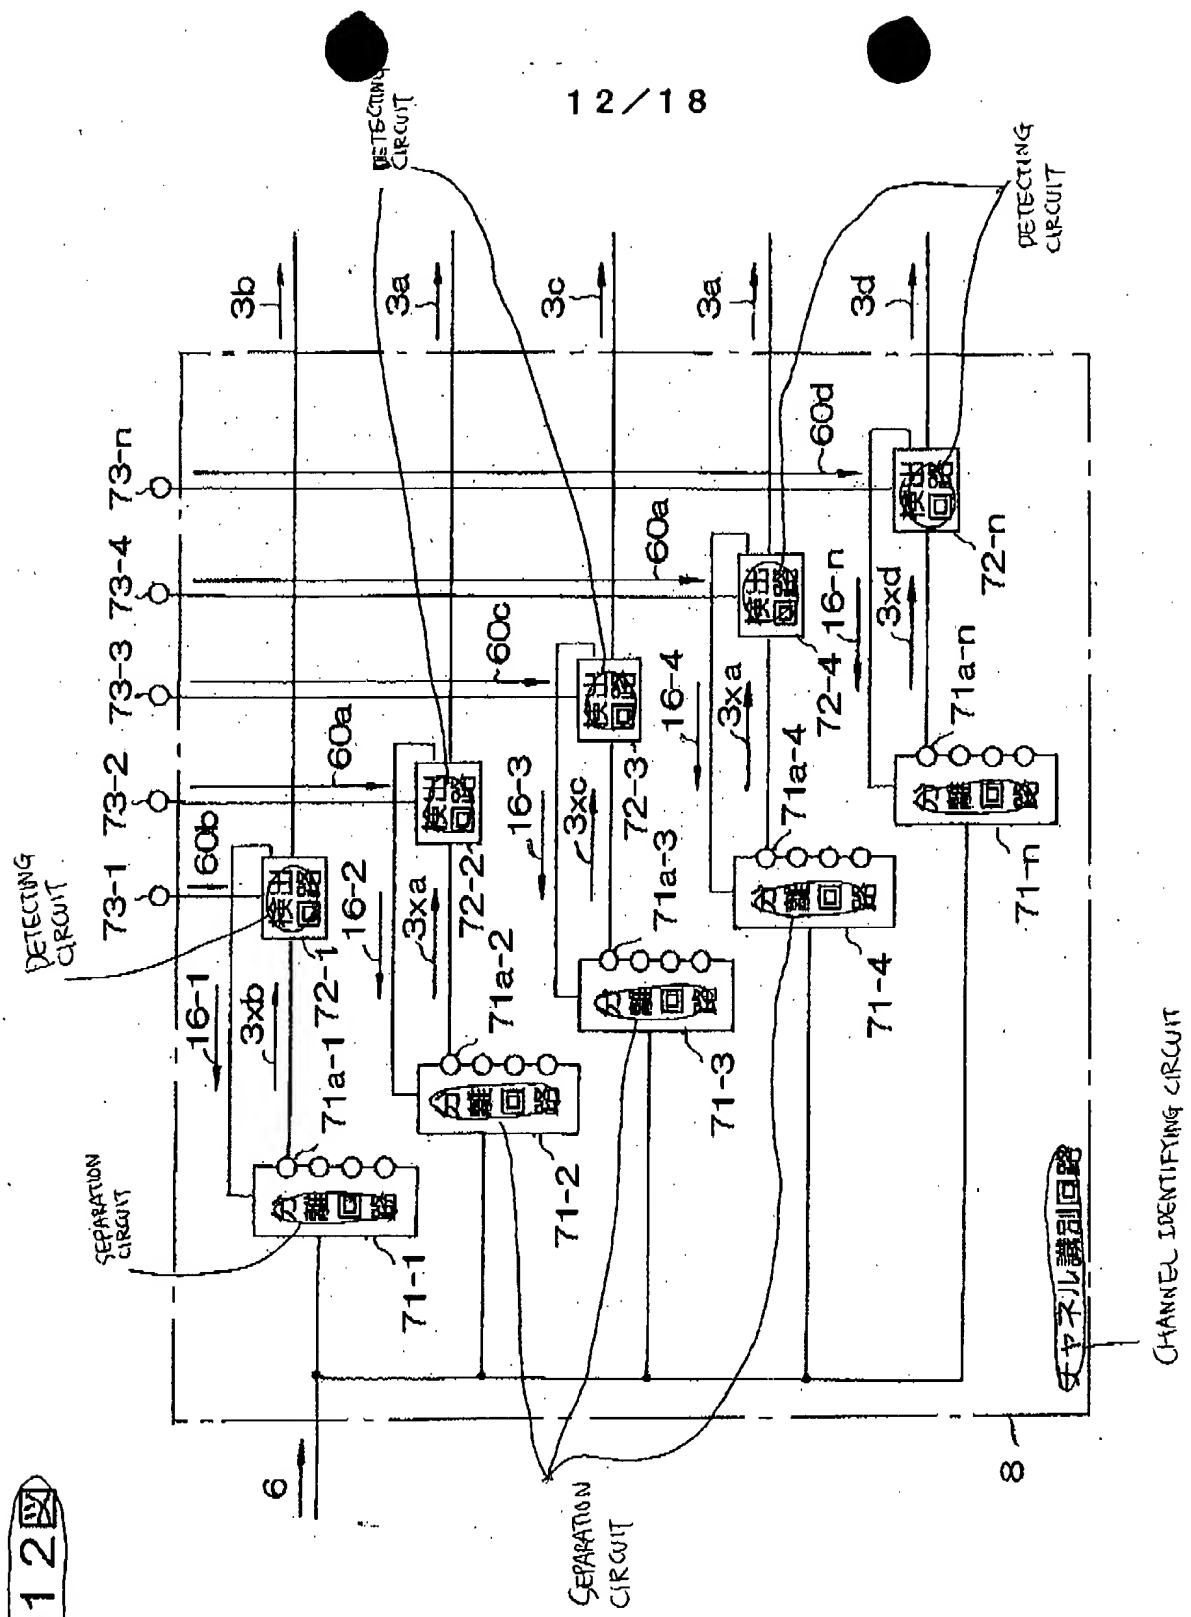 12/18
12図
6
8
チャネル識別回路
CHANNEL IDENTIFYING CIRCUIT
SEPARATION
CIRCUIT
SEPARATION
CIRCUIT
DETECTING
CIRCUIT
DETECTING
CIRCUIT
DETECTING
CIRCUIT
73-1
73-2
73-3
73-4
73-n
60b
60a
60c
60a
60d
3b
3a
3c
3a
3d
16-1
3xb
検出
回路
72-1
71a-1
分離回路
71-1
16-2
3xa
検出
回路
72-2
71a-2
分離回路
71-2
16-3
3xc
検出
回路
72-3
71a-3
分離回路
71-3
16-4
3xa
検出
回路
72-4
71a-4
分離回路
71-4
16-n
3xd
検出
回路
72-n
71a-n
分離回路
71-n